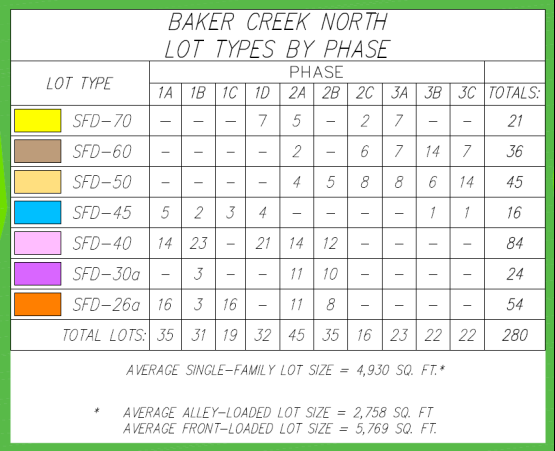 BAKER CREEK NORTH
LOT TYPES BY PHASE
LOT TYPE PHASE
1A 1B 1C 1D 2A 2B 2C 3A 3B 3C TOTALS:
SFD-70 – – – 7 5 – 2 7 – – 21
SFD-60 – – – – 2 – 6 7 14 7 36
SFD-50 – – – – 4 5 8 8 6 14 45
SFD-45 5 2 3 4 – – – – 1 1 16
SFD-40 14 23 – 21 14 12 – – – – 84
SFD-30a – 3 – – 11 10 – – – – 24
SFD-26a 16 3 16 – 11 8 – – – – 54
TOTAL LOTS: 35 31 19 32 45 35 16 23 22 22 280
AVERAGE SINGLE-FAMILY LOT SIZE = 4,930 SQ. FT.*
* AVERAGE ALLEY-LOADED LOT SIZE = 2,758 SQ. FT
AVERAGE FRONT-LOADED LOT SIZE = 5,769 SQ. FT.